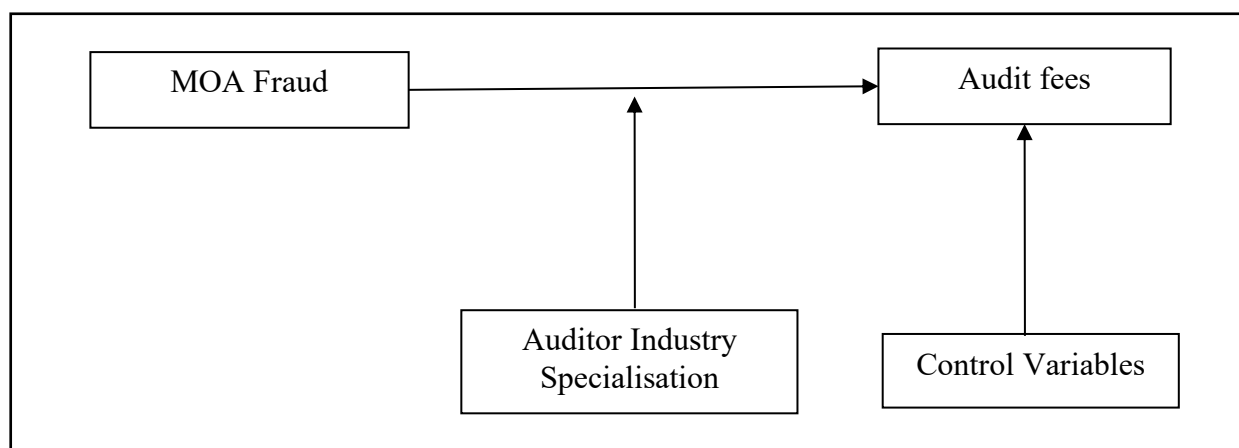 MOA Fraud
Audit fees
Auditor Industry
Specialisation
Control Variables